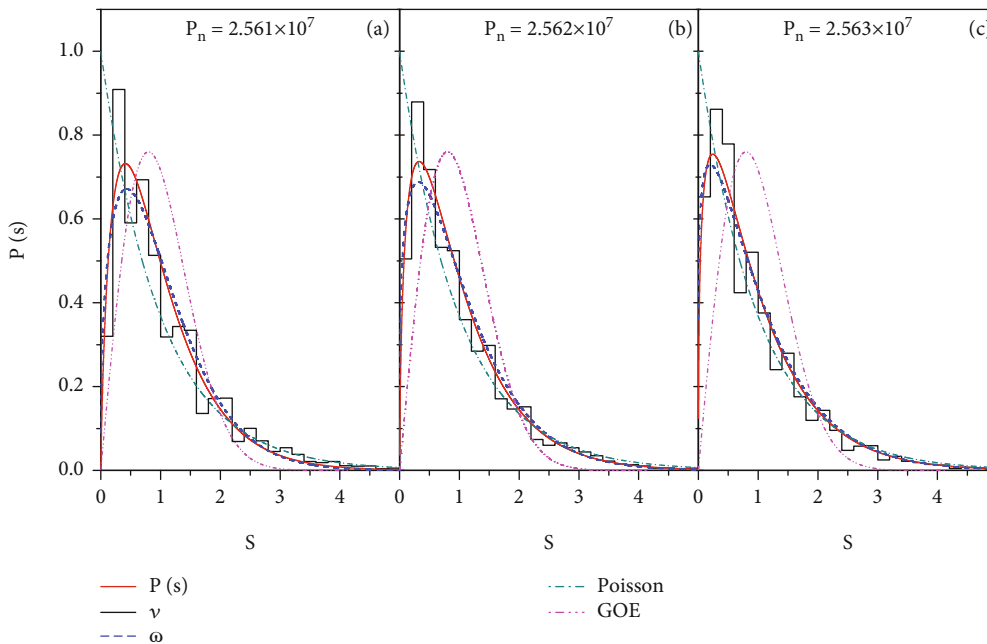 P_n = 2.561×10^7 (a) P_n = 2.562×10^7 (b) P_n = 2.563×10^7 (c)
1.0
0.8
0.6
0.4
0.2
0.0
P (s)
0 1 2 3 4 0 1 2 3 4 0 1 2 3 4
S S S
P (s) Poisson
ν GOE
ω